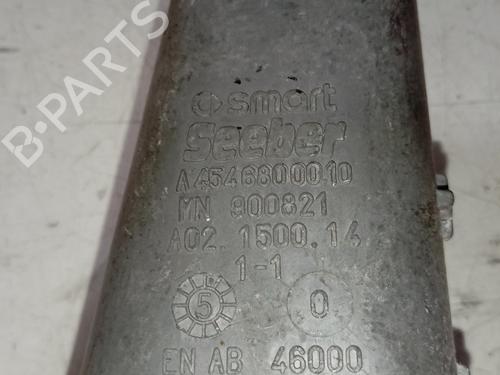 B-PARTS
smart
Seeber
A4546800010
MN 900821
A02.1500.14
1-1
5 0
EN AB 46000